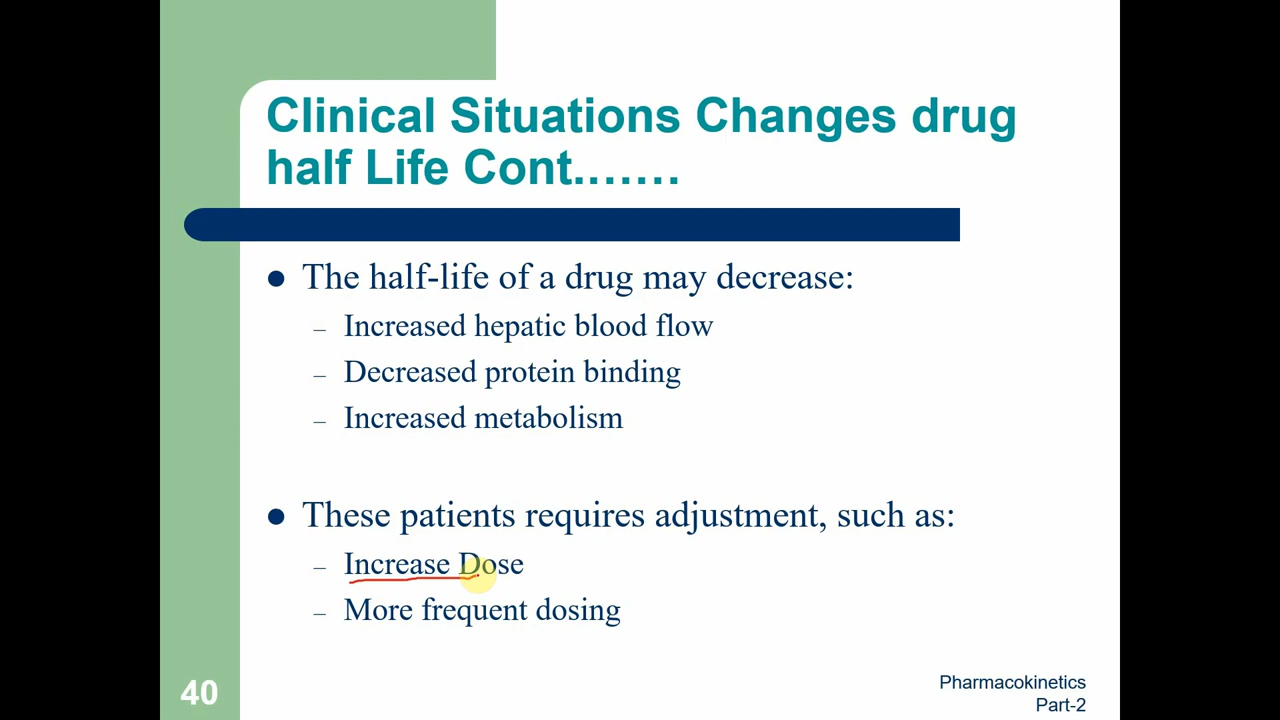 Clinical Situations Changes drug
half Life Cont.……
● The half-life of a drug may decrease:
– Increased hepatic blood flow
– Decreased protein binding
– Increased metabolism
● These patients requires adjustment, such as:
– Increase Dose
– More frequent dosing
40
Pharmacokinetics
Part-2